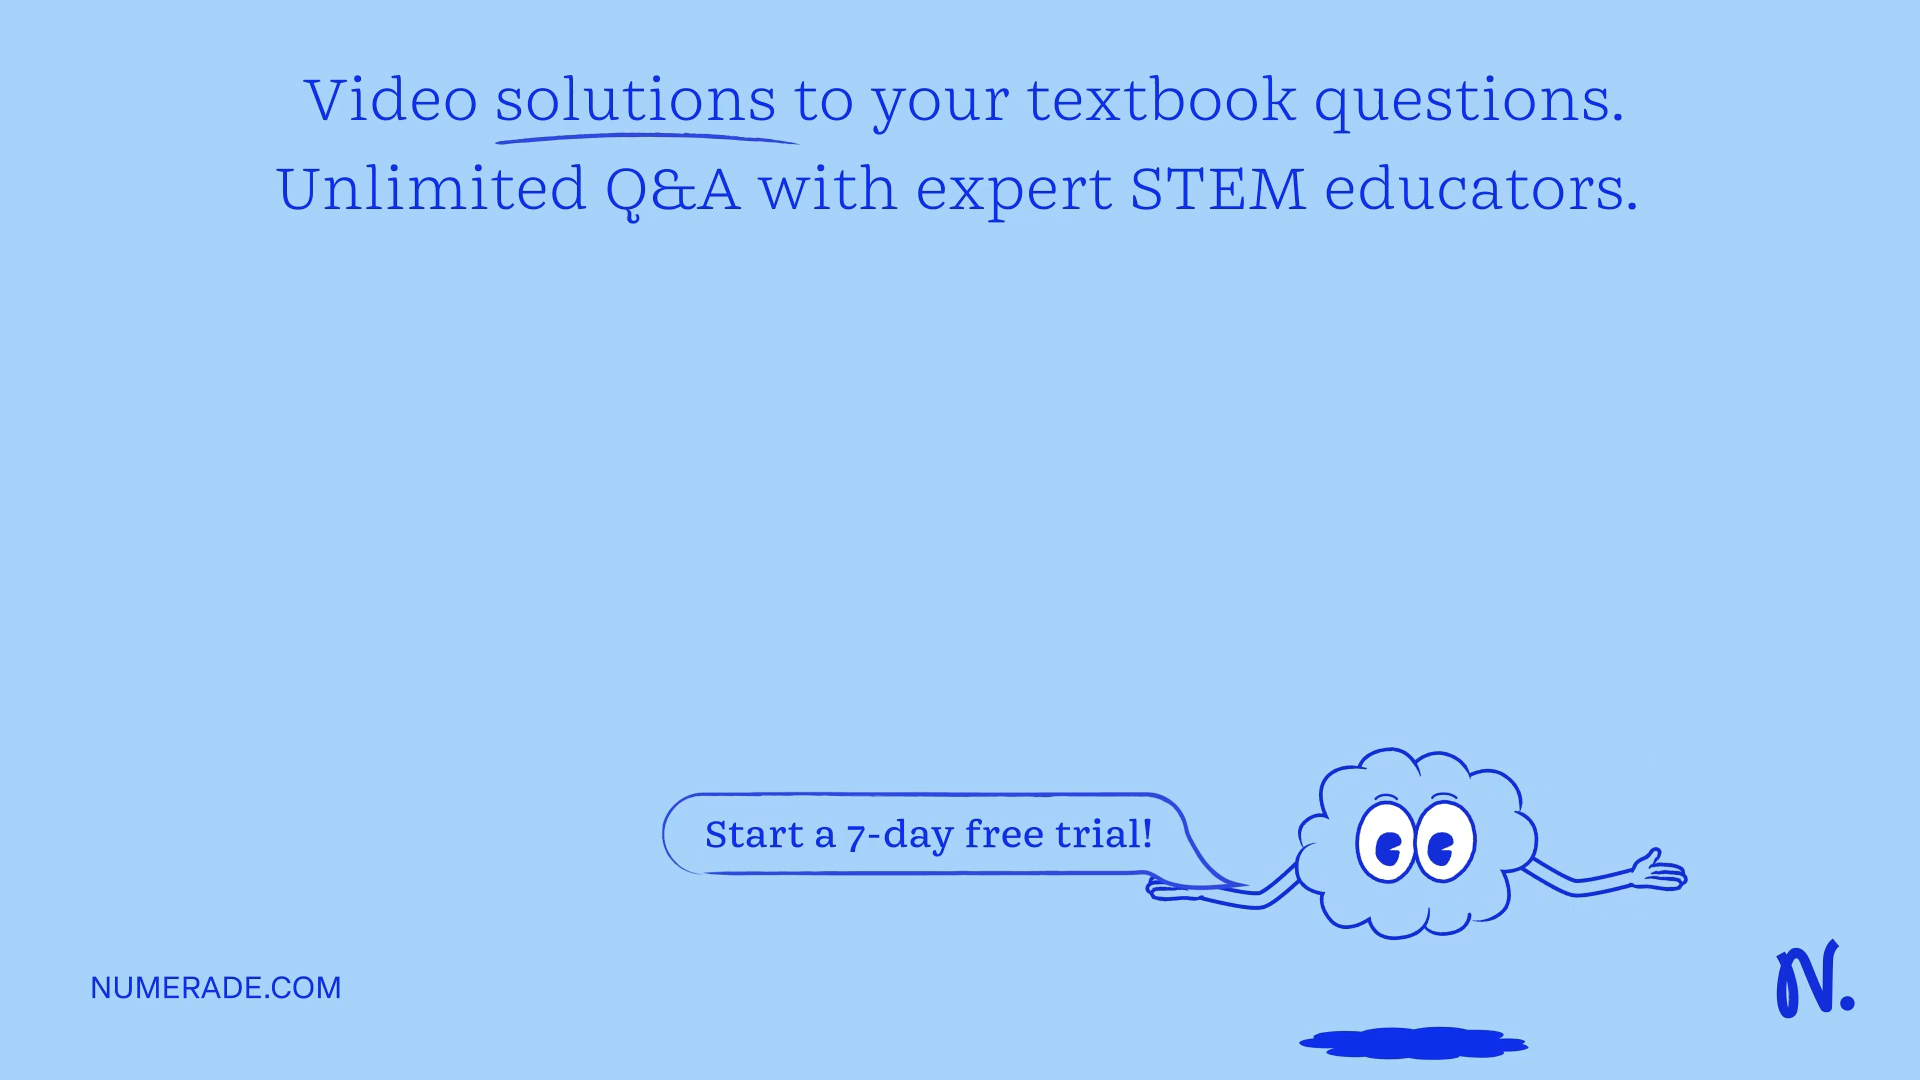 Video solutions to your textbook questions.
Unlimited Q&A with expert STEM educators.
Start a 7-day free trial!
NUMERADE.COM
N.